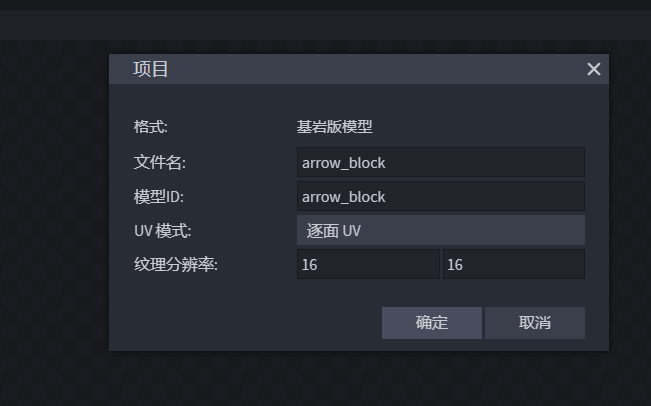 项目
格式: 基岩版模型
文件名: arrow_block
模型ID: arrow_block
UV 模式: 逐面 UV
纹理分辨率: 16 16
确定 取消